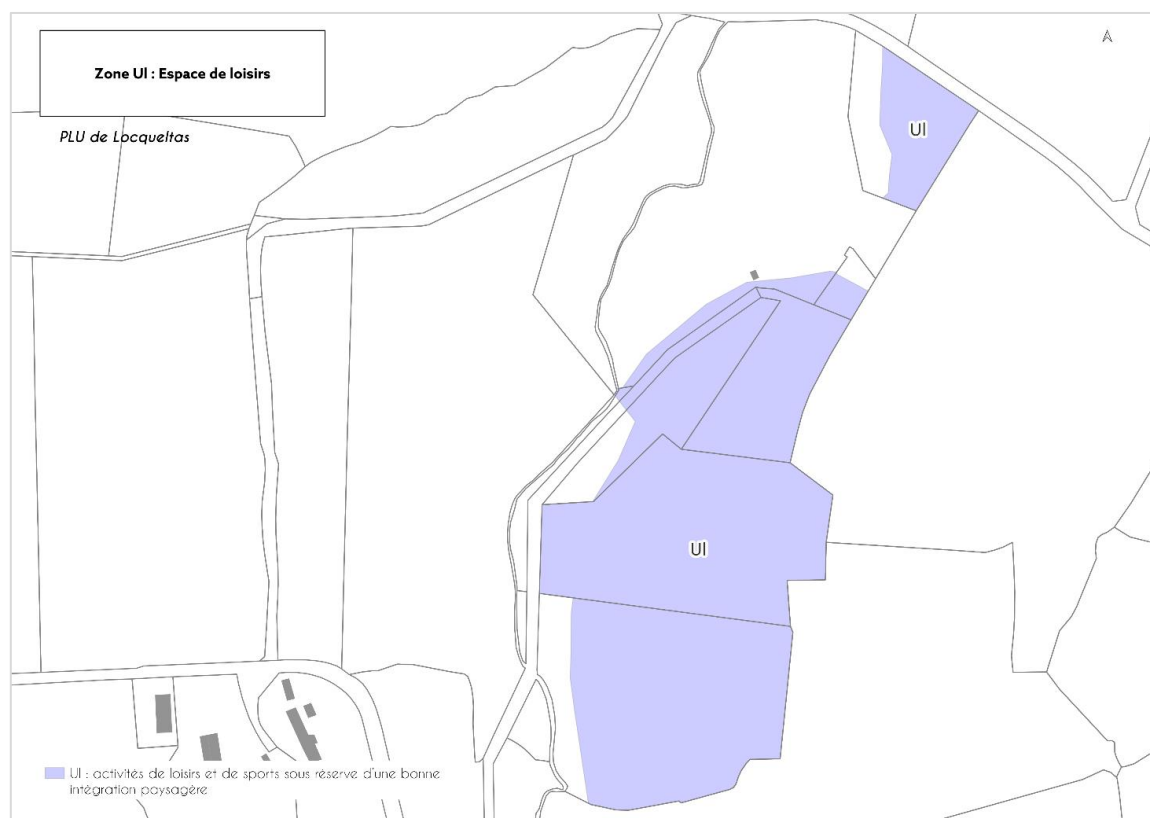 Zone Ul : Espace de loisirs
PLU de Locqueltas
Ul
Ul
Ul : activités de loisirs et de sports sous réserve d'une bonne
intégration paysagère